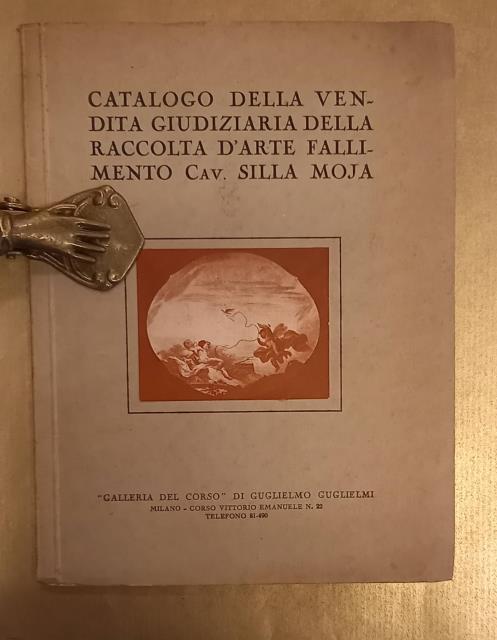 CATALOGO DELLA VEN-
DITA GIUDIZIARIA DELLA
RACCOLTA D'ARTE FALLI-
MENTO CAV. SILLA MOJA
"GALLERIA DEL CORSO" DI GUGLIELMO GUGLIELMI
MILANO - CORSO VITTORIO EMANUELE N. 22
TELEFONO 81-490